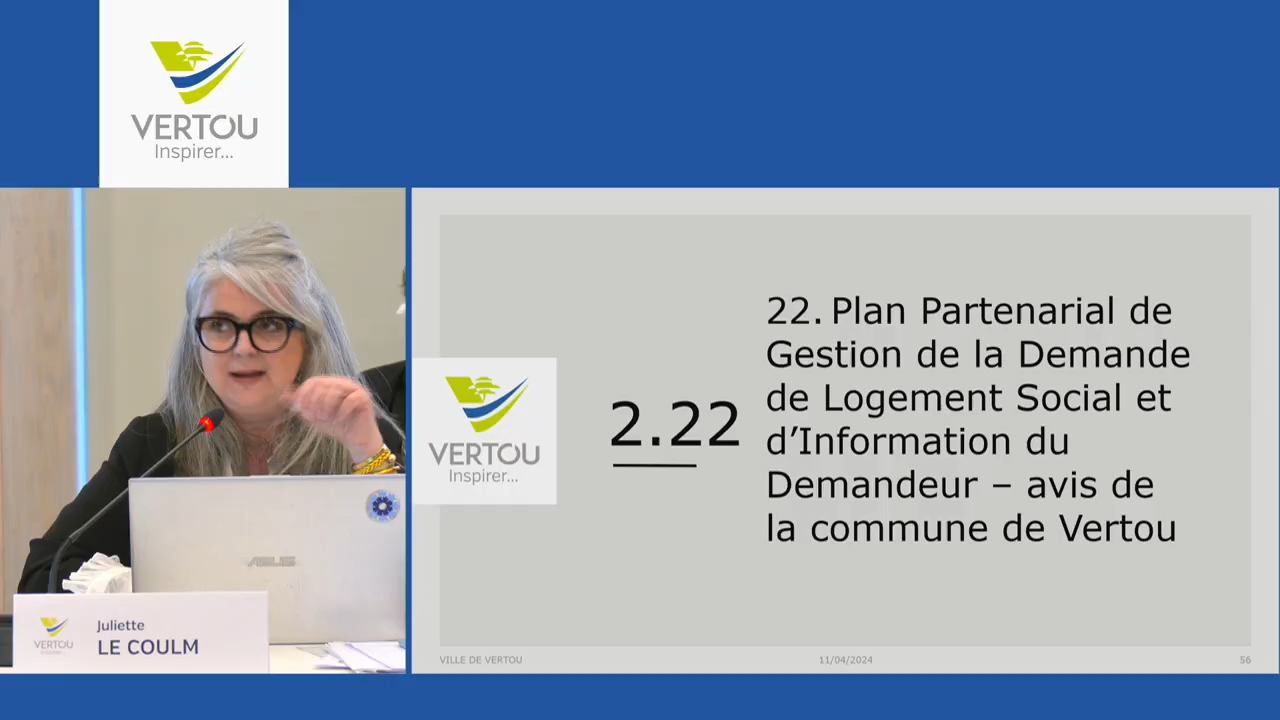 VERTOU
Inspirer...
22. Plan Partenarial de
Gestion de la Demande
de Logement Social et
d’Information du
Demandeur – avis de
la commune de Vertou
2.22
VERTOU
Inspirer...
ASUS
Juliette
LE COULM
VERTOU
VILLE DE VERTOU
11/04/2024
56